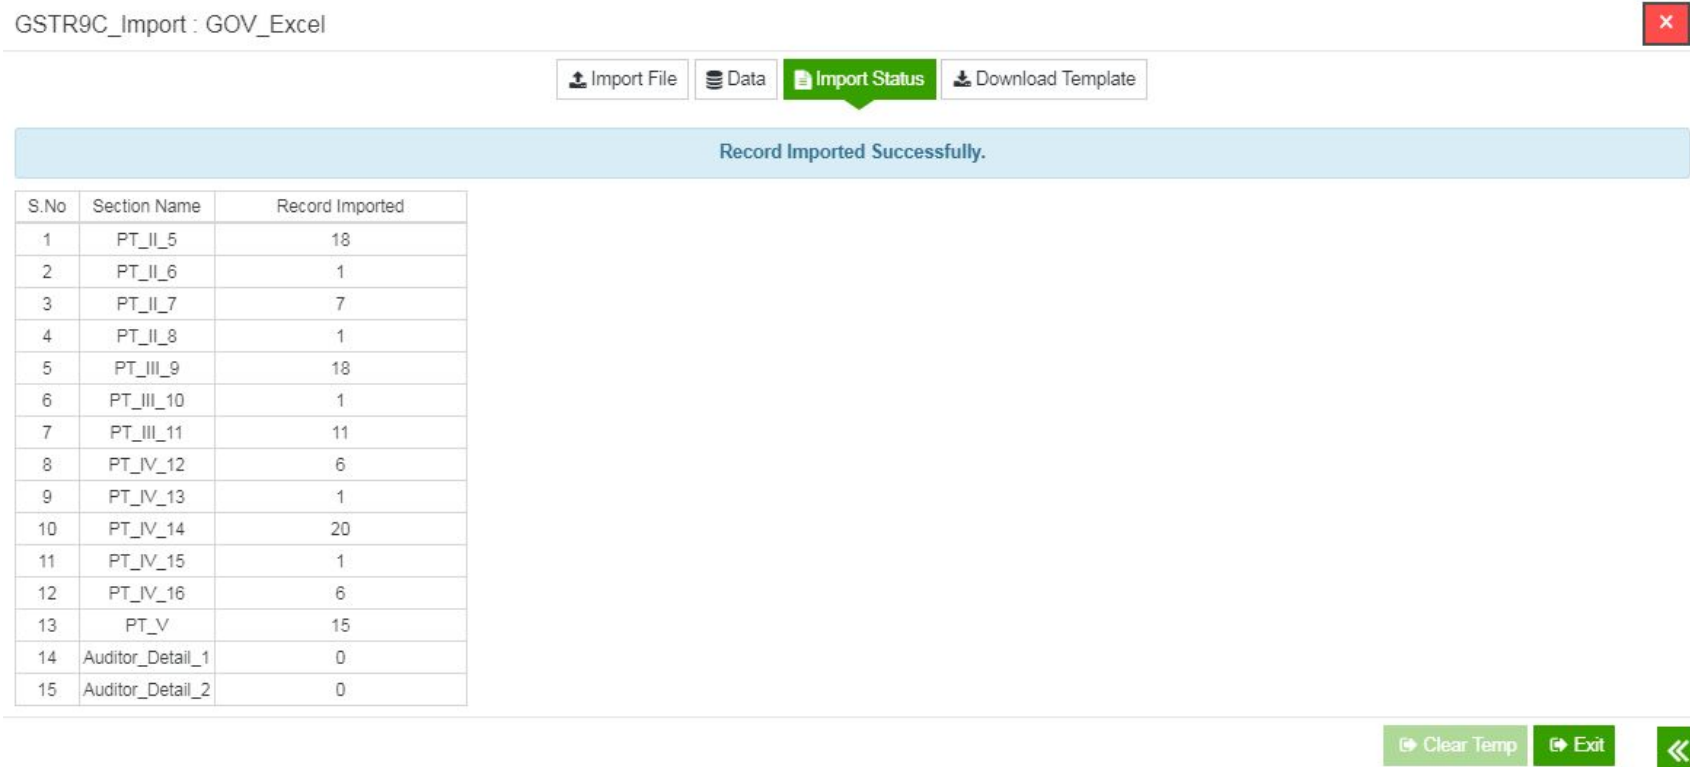 GSTR9C_Import : GOV_Excel
×
Import File Data Import Status Download Template
Record Imported Successfully.
S.No Section Name Record Imported
1 PT_II_5 18
2 PT_II_6 1
3 PT_II_7 7
4 PT_II_8 1
5 PT_III_9 18
6 PT_III_10 1
7 PT_III_11 11
8 PT_IV_12 6
9 PT_IV_13 1
10 PT_IV_14 20
11 PT_IV_15 1
12 PT_IV_16 6
13 PT_V 15
14 Auditor_Detail_1 0
15 Auditor_Detail_2 0
Clear Temp Exit